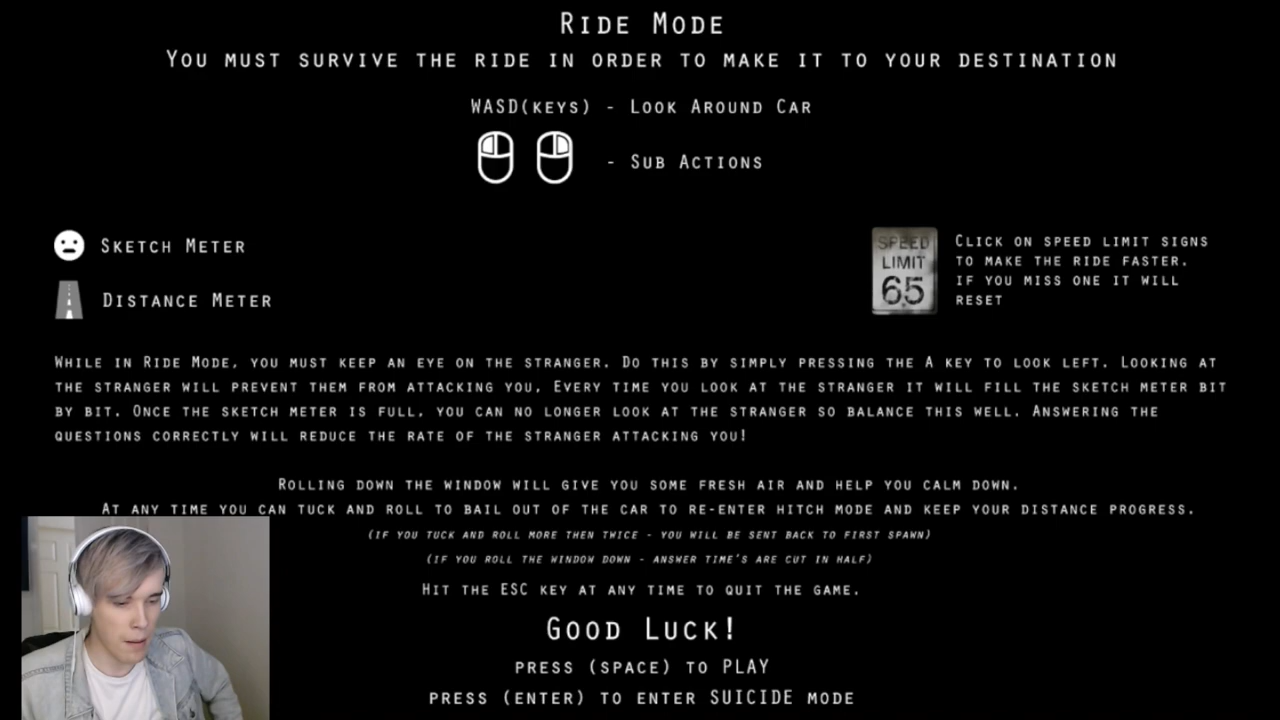 Ride Mode
You must survive the ride in order to make it to your destination
WASD(keys) - Look Around Car
- Sub Actions
Sketch Meter
Distance Meter
SPEED
LIMIT
65
Click on speed limit signs
to make the ride faster.
if you miss one it will
reset
While in Ride Mode, you must keep an eye on the stranger. Do this by simply pressing the A key to look left. Looking at
the stranger will prevent them from attacking you. Every time you look at the stranger it will fill the sketch meter bit
by bit. Once the sketch meter is full, you can no longer look at the stranger so balance this well. Answering the
questions correctly will reduce the rate of the stranger attacking you!
Rolling down the window will give you some fresh air and help you calm down.
At any time you can tuck and roll to bail out of the car to re-enter hitch mode and keep your distance progress.
(if you tuck and roll more then twice - you will be sent back to first spawn)
(if you roll the window down - answer time's are cut in half)
Hit the ESC key at any time to quit the game.
Good Luck!
press (space) to PLAY
press (enter) to enter SUICIDE mode